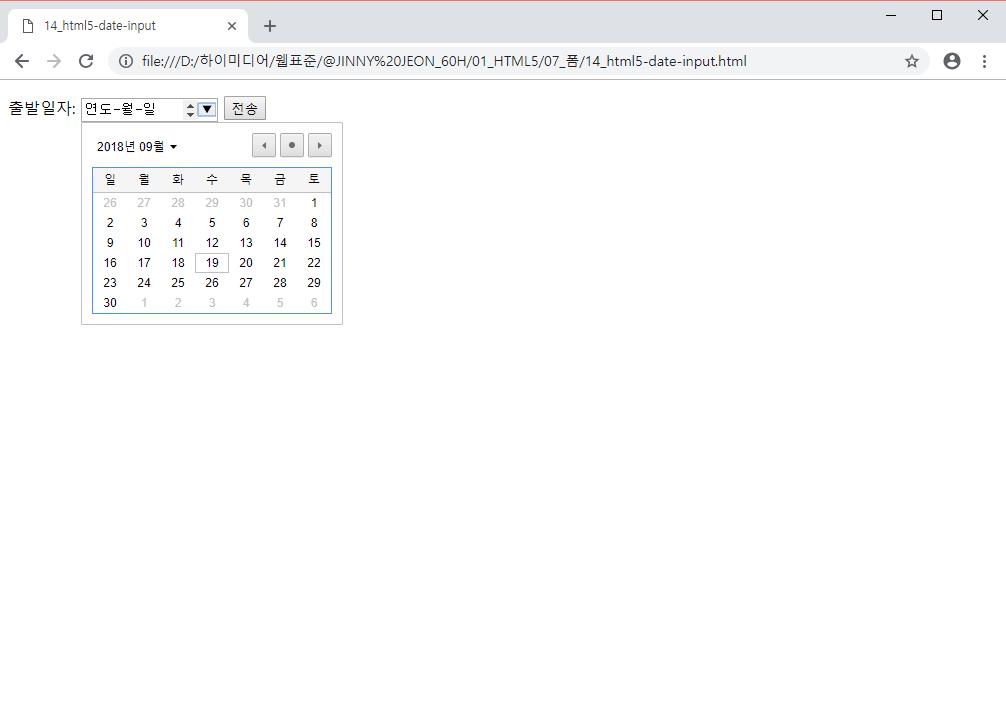 14_html5-date-input
file:///D:/하이미디어/웹표준/@JINNY%20JEON_60H/01_HTML5/07_폼/14_html5-date-input.html
출발일자: 연도-월-일 전송
2018년 09월
일 월 화 수 목 금 토
26 27 28 29 30 31 1
2 3 4 5 6 7 8
9 10 11 12 13 14 15
16 17 18 19 20 21 22
23 24 25 26 27 28 29
30 1 2 3 4 5 6